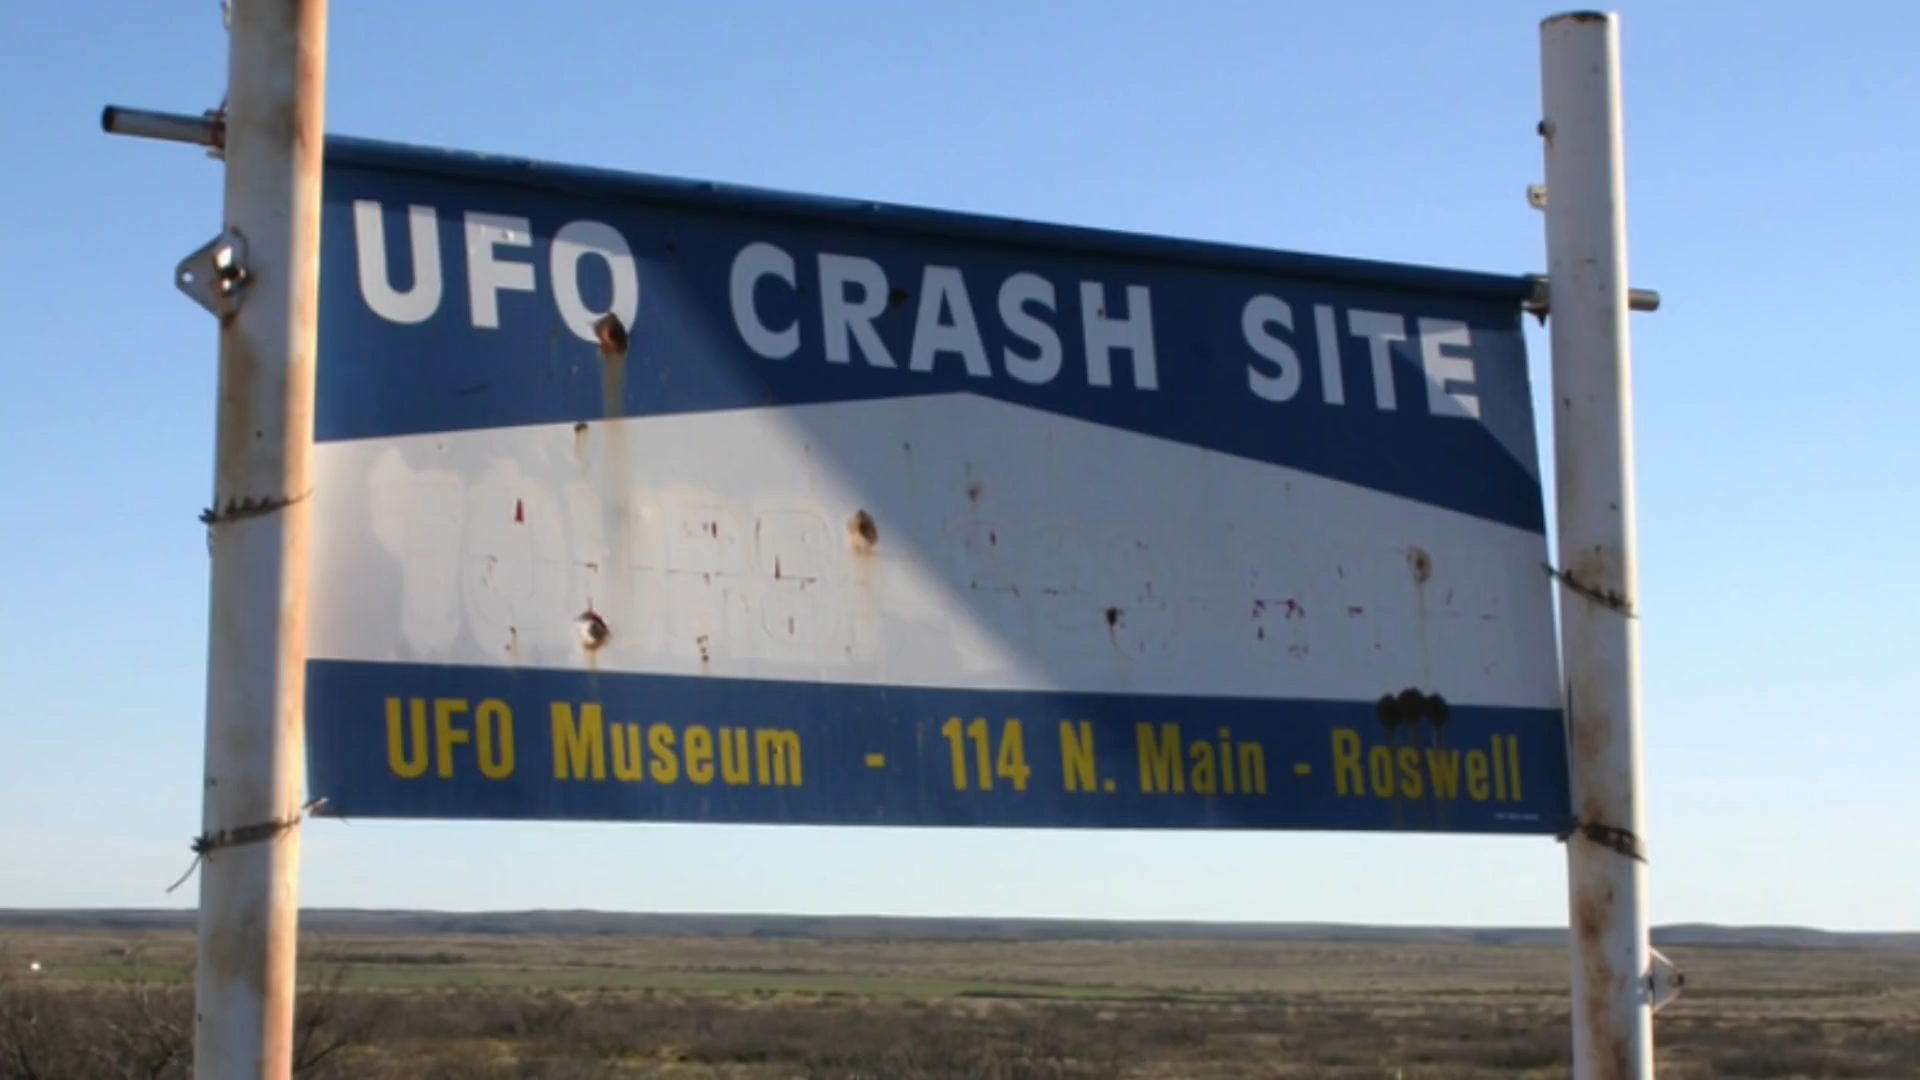 UFO CRASH SITE
UFO Museum - 114 N. Main - Roswell